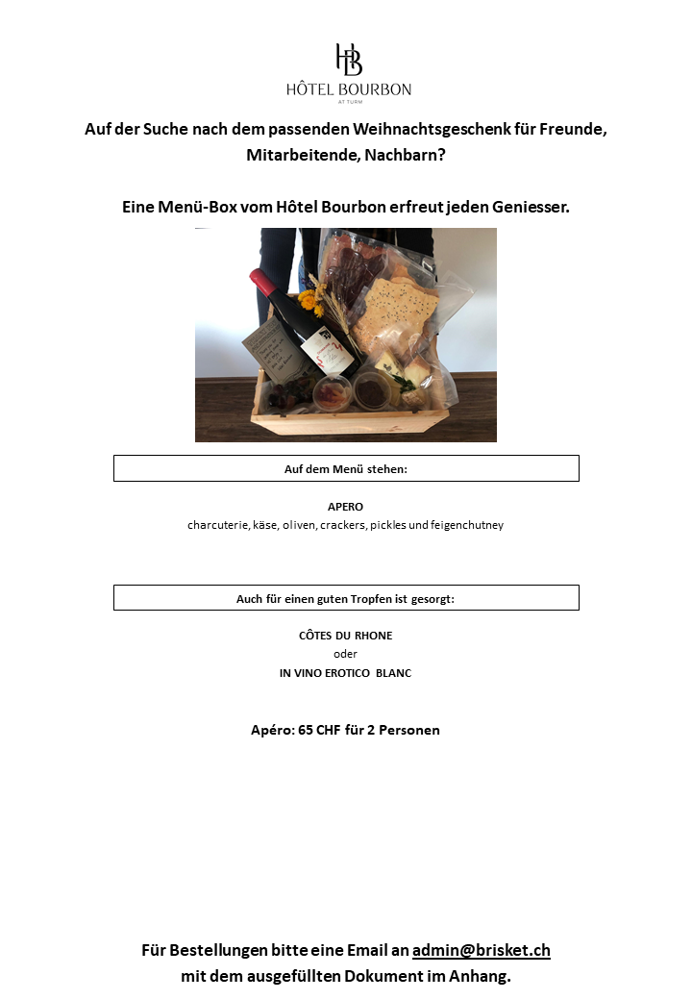 HB
HÔTEL BOURBON
AT TURM
Auf der Suche nach dem passenden Weihnachtsgeschenk für Freunde,
Mitarbeitende, Nachbarn?
Eine Menü-Box vom Hôtel Bourbon erfreut jeden Geniesser.
Auf dem Menü stehen:
APERO
charcuterie, käse, oliven, crackers, pickles und feigenchutney
Auch für einen guten Tropfen ist gesorgt:
CÔTES DU RHONE
oder
IN VINO EROTICO BLANC
Apéro: 65 CHF für 2 Personen
Für Bestellungen bitte eine Email an admin@brisket.ch
mit dem ausgefüllten Dokument im Anhang.